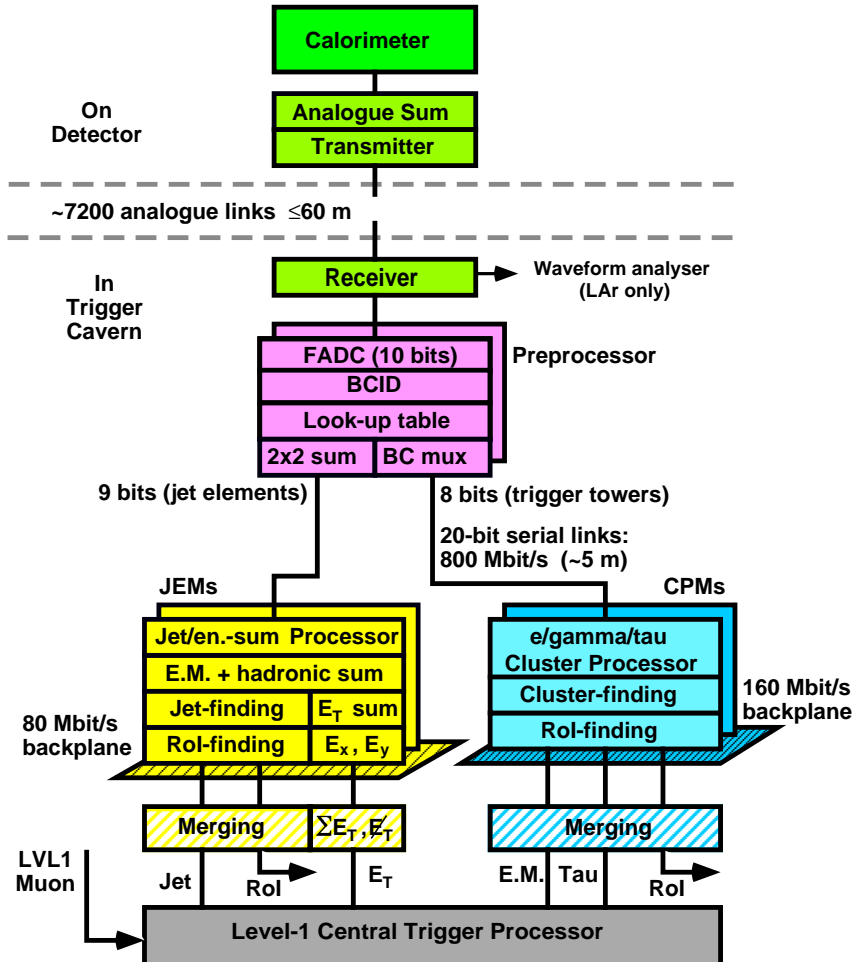 Calorimeter
On
Detector
Analogue Sum
Transmitter
~7200 analogue links ≤60 m
In
Trigger
Cavern
Receiver
Waveform analyser
(LAr only)
Preprocessor
FADC (10 bits)
BCID
Look-up table
2x2 sum
BC mux
9 bits (jet elements)
8 bits (trigger towers)
20-bit serial links:
800 Mbit/s (~5 m)
JEMs
CPMs
Jet/en.-sum Processor
E.M. + hadronic sum
Jet-finding
E_T sum
RoI-finding
E_x , E_y
80 Mbit/s
backplane
e/gamma/tau
Cluster Processor
Cluster-finding
RoI-finding
160 Mbit/s
backplane
Merging
ΣE_T, E̸_T
Merging
LVL1
Muon
Jet
RoI
E_T
E.M.
Tau
RoI
Level-1 Central Trigger Processor